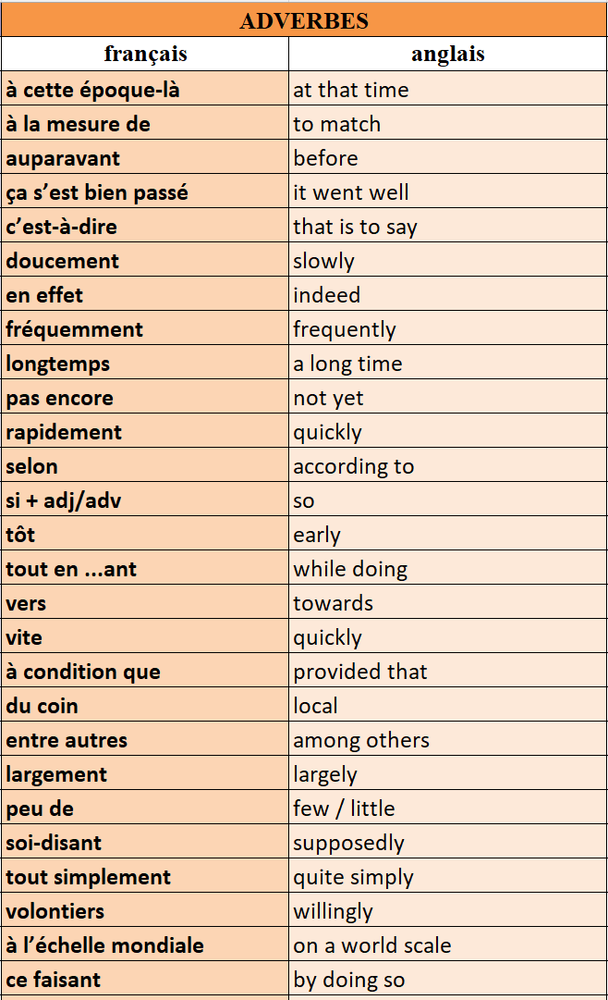 ADVERBES
français anglais
à cette époque-là at that time
à la mesure de to match
auparavant before
ça s’est bien passé it went well
c’est-à-dire that is to say
doucement slowly
en effet indeed
fréquemment frequently
longtemps a long time
pas encore not yet
rapidement quickly
selon according to
si + adj/adv so
tôt early
tout en ...ant while doing
vers towards
vite quickly
à condition que provided that
du coin local
entre autres among others
largement largely
peu de few / little
soi-disant supposedly
tout simplement quite simply
volontiers willingly
à l’échelle mondiale on a world scale
ce faisant by doing so